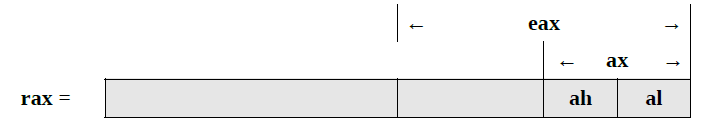 ← eax →
← ax →
rax = ah al